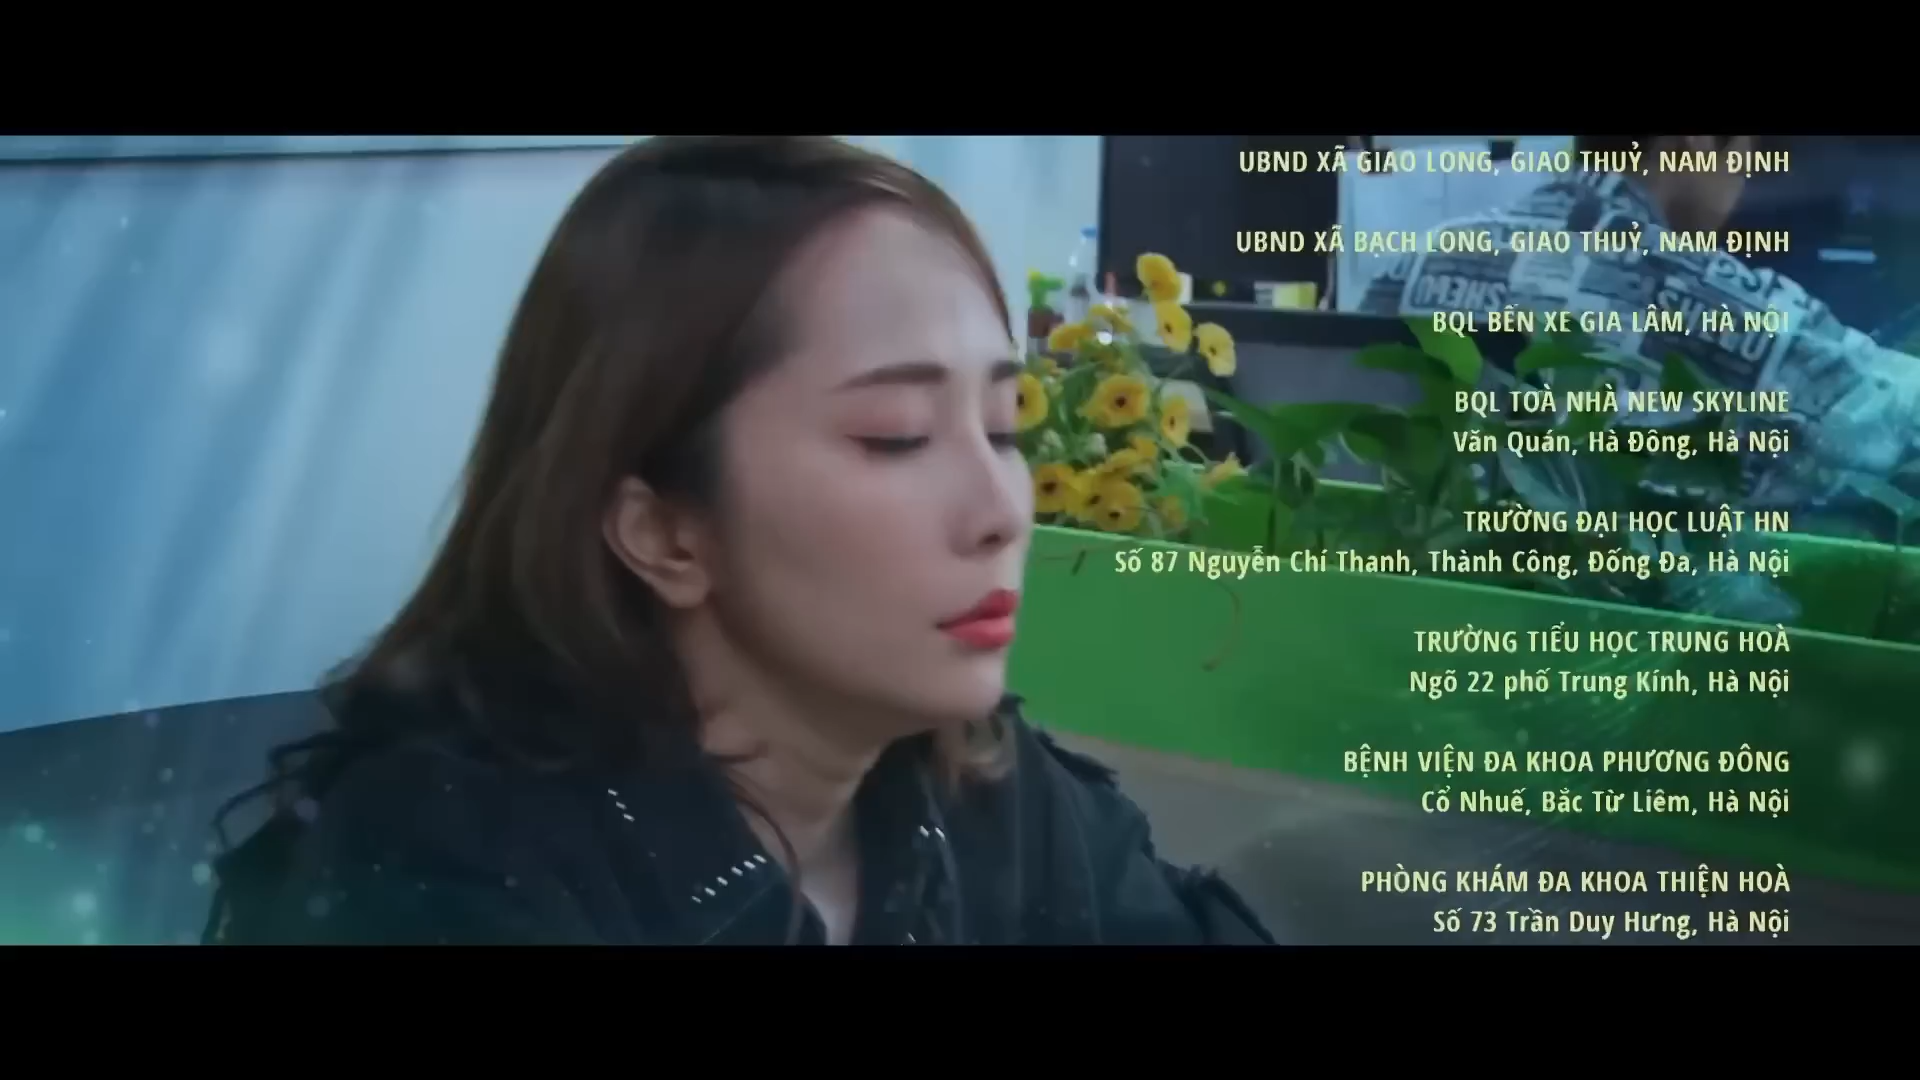 UBND XÃ GIAO LONG, GIAO THUỶ, NAM ĐỊNH
UBND XÃ BẠCH LONG, GIAO THUỶ, NAM ĐỊNH
BQL BẾN XE GIA LÂM, HÀ NỘI
BQL TOÀ NHÀ NEW SKYLINE
Văn Quán, Hà Đông, Hà Nội
TRƯỜNG ĐẠI HỌC LUẬT HN
Số 87 Nguyễn Chí Thanh, Thành Công, Đống Đa, Hà Nội
TRƯỜNG TIỂU HỌC TRUNG HOÀ
Ngõ 22 phố Trung Kính, Hà Nội
BỆNH VIỆN ĐA KHOA PHƯƠNG ĐÔNG
Cổ Nhuế, Bắc Từ Liêm, Hà Nội
PHÒNG KHÁM ĐA KHOA THIỆN HOÀ
Số 73 Trần Duy Hưng, Hà Nội